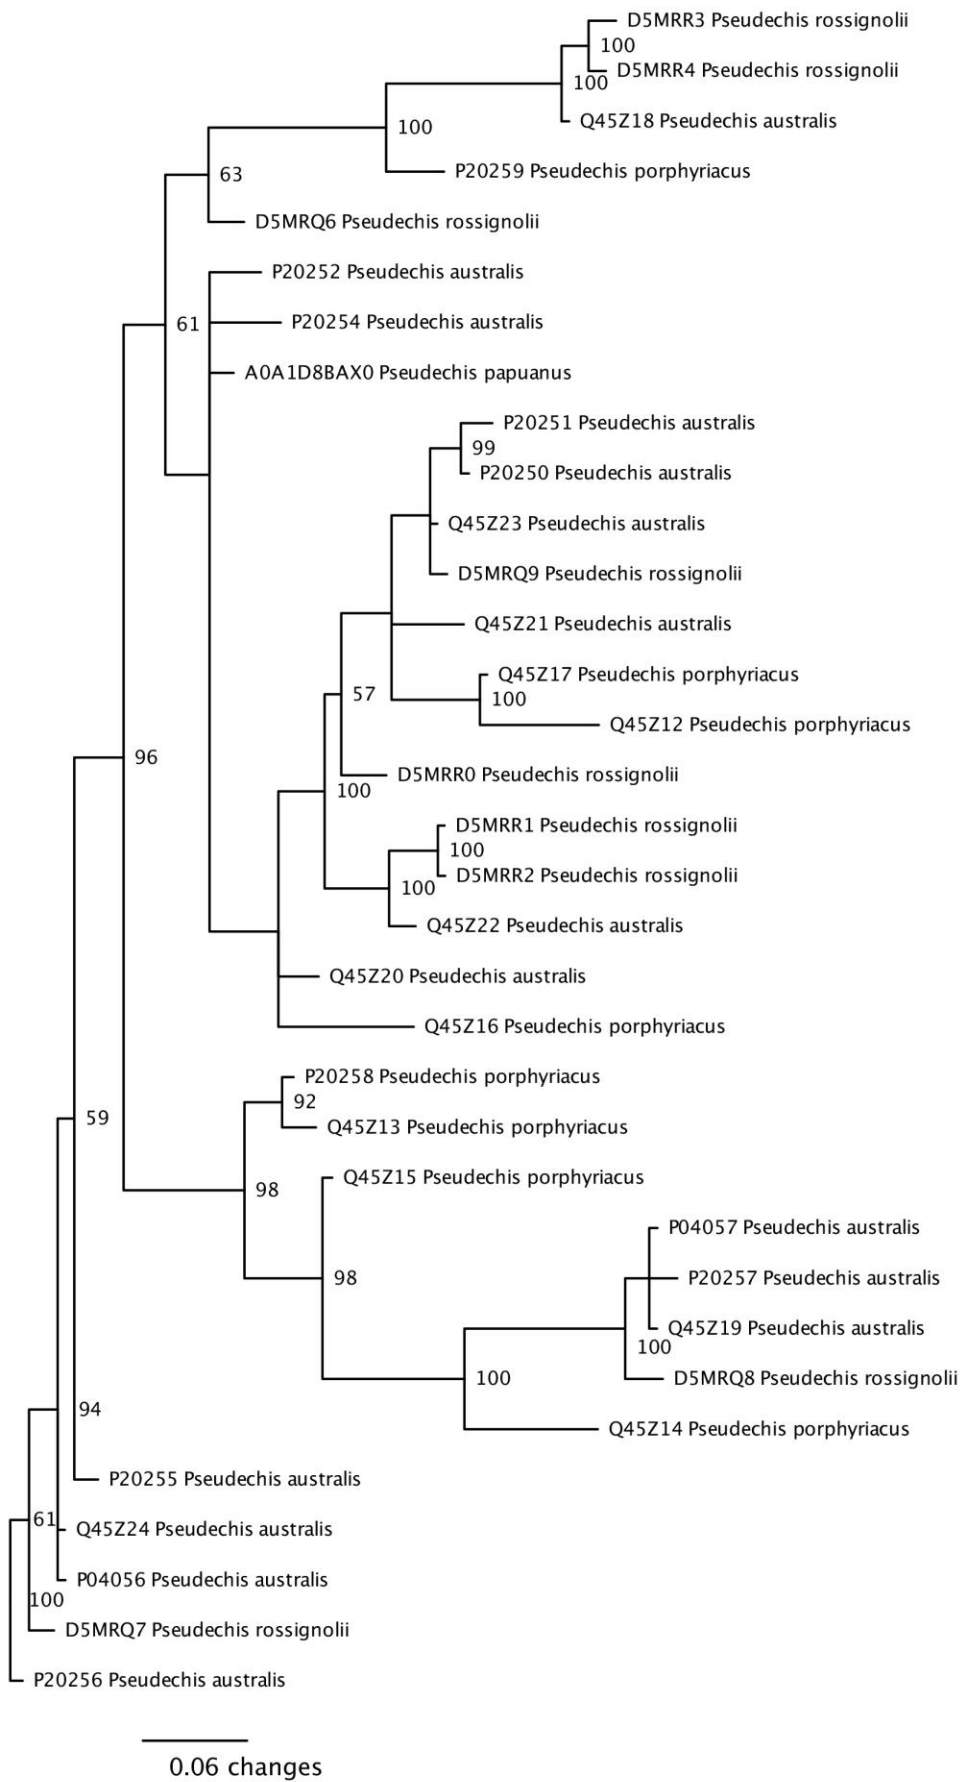 D5MRR3 Pseudechis rossignolii
100
D5MRR4 Pseudechis rossignolii
100
Q45Z18 Pseudechis australis
100
P20259 Pseudechis porphyriacus
63
D5MRQ6 Pseudechis rossignolii
P20252 Pseudechis australis
61
P20254 Pseudechis australis
A0A1D8BAX0 Pseudechis papuanus
P20251 Pseudechis australis
99
P20250 Pseudechis australis
Q45Z23 Pseudechis australis
D5MRQ9 Pseudechis rossignolii
Q45Z21 Pseudechis australis
Q45Z17 Pseudechis porphyriacus
57
100
Q45Z12 Pseudechis porphyriacus
96
D5MRR0 Pseudechis rossignolii
100
D5MRR1 Pseudechis rossignolii
100
D5MRR2 Pseudechis rossignolii
100
Q45Z22 Pseudechis australis
Q45Z20 Pseudechis australis
Q45Z16 Pseudechis porphyriacus
P20258 Pseudechis porphyriacus
92
59
Q45Z13 Pseudechis porphyriacus
Q45Z15 Pseudechis porphyriacus
98
P04057 Pseudechis australis
98
P20257 Pseudechis australis
Q45Z19 Pseudechis australis
100
100
D5MRQ8 Pseudechis rossignolii
94
Q45Z14 Pseudechis porphyriacus
P20255 Pseudechis australis
61
Q45Z24 Pseudechis australis
P04056 Pseudechis australis
100
D5MRQ7 Pseudechis rossignolii
P20256 Pseudechis australis
0.06 changes